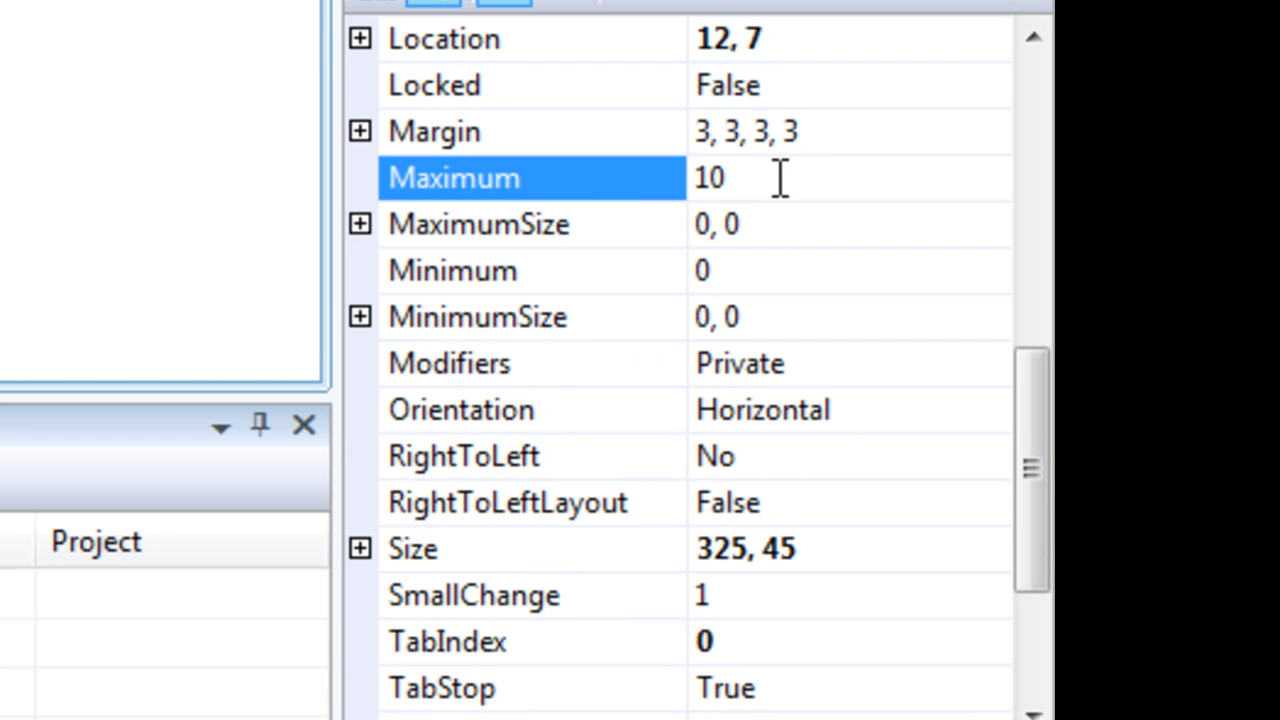 Location 12, 7
Locked False
Margin 3, 3, 3, 3
Maximum 10
MaximumSize 0, 0
Minimum 0
MinimumSize 0, 0
Modifiers Private
Orientation Horizontal
RightToLeft No
RightToLeftLayout False
Size 325, 45
SmallChange 1
TabIndex 0
TabStop True
Project